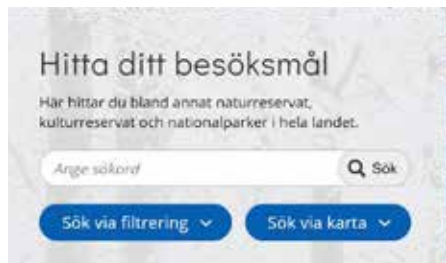 Hitta ditt besöksmål
Här hittar du bland annat naturreservat,
kulturreservat och nationalparker i hela landet.
Ange sökord
Sök
Sök via filtrering
Sök via karta